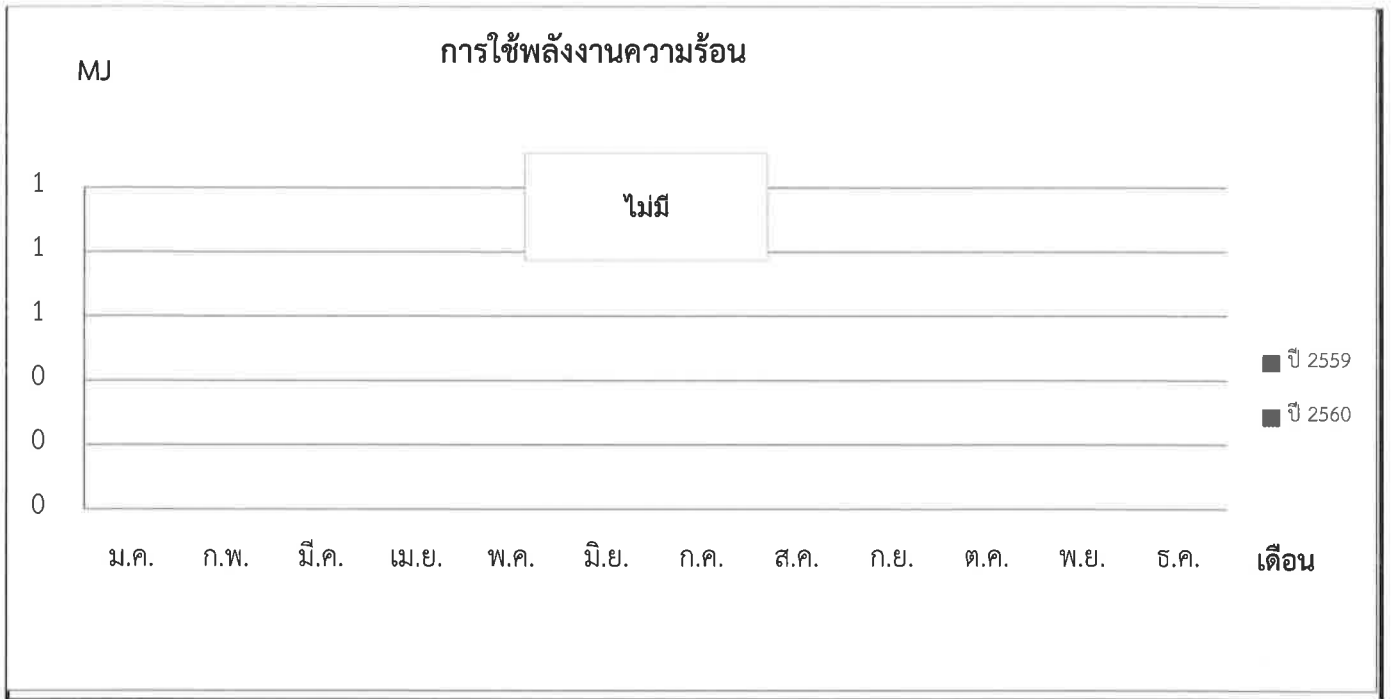 การใช้พลังงานความร้อน
MJ
ไม่มี
1
1
1
0
0
0
ปี 2559
ปี 2560
ม.ค. ก.พ. มี.ค. เม.ย. พ.ค. มิ.ย. ก.ค. ส.ค. ก.ย. ต.ค. พ.ย. ธ.ค. เดือน